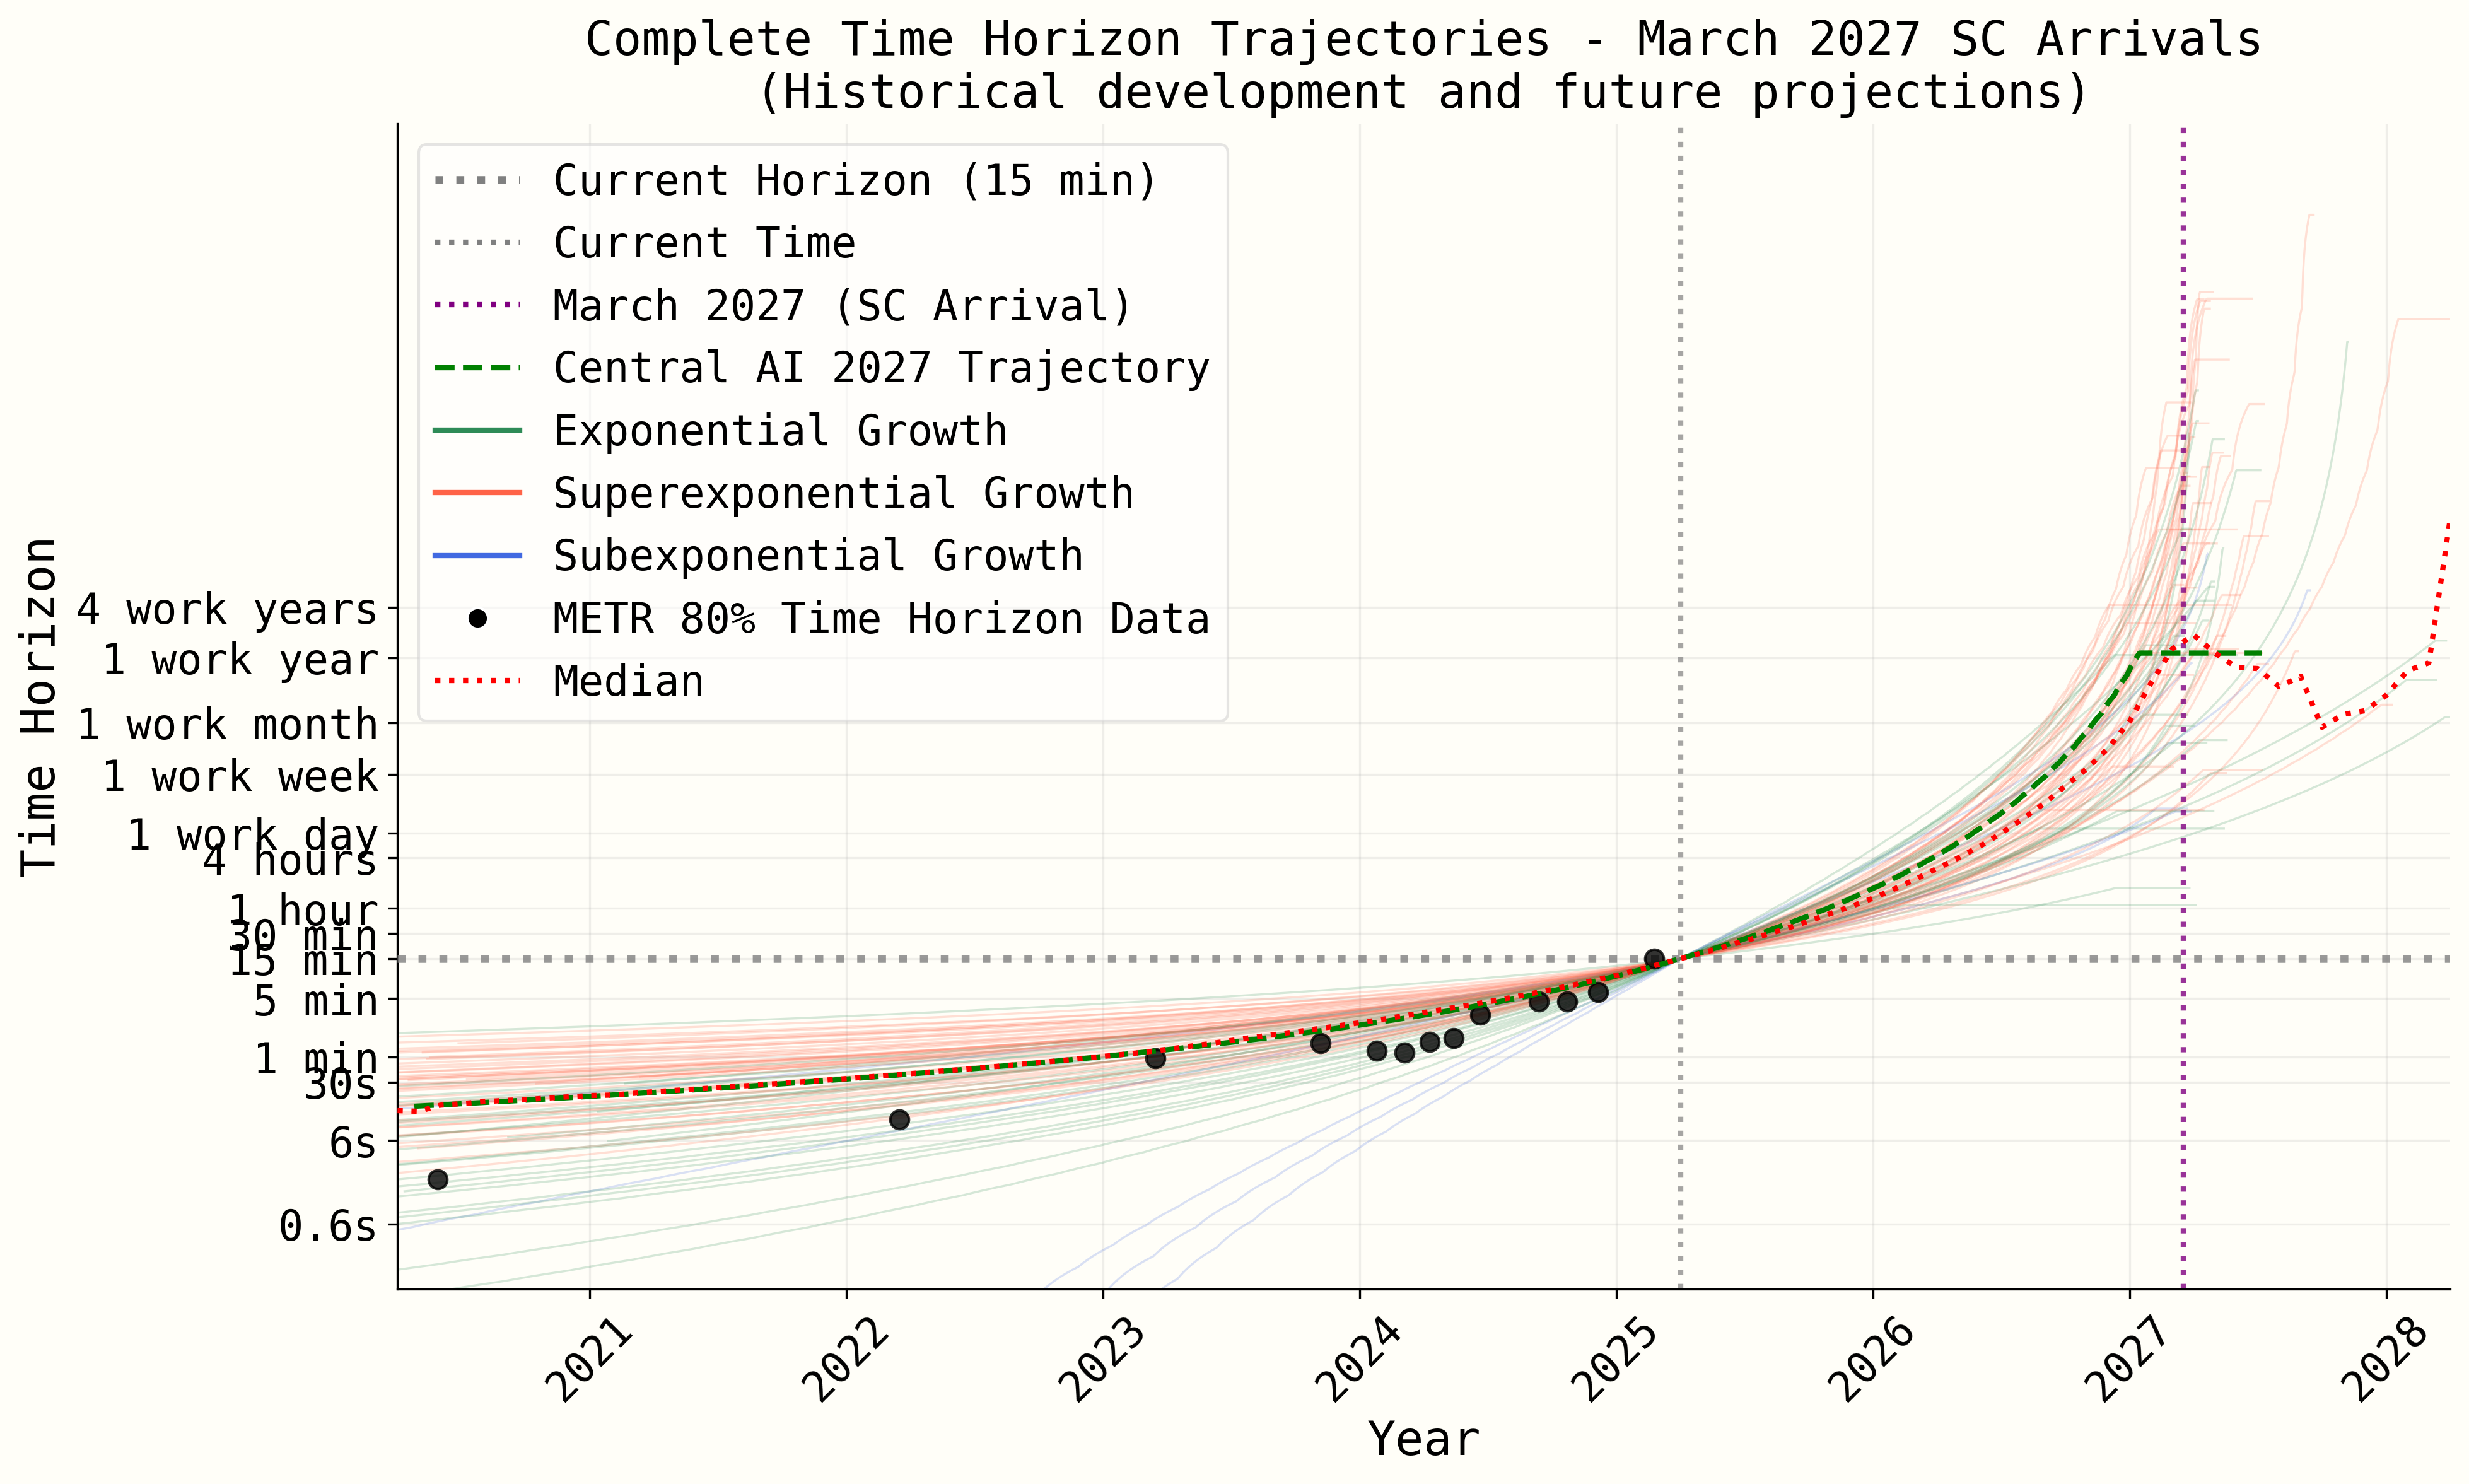 Complete Time Horizon Trajectories - March 2027 SC Arrivals
(Historical development and future projections)
Current Horizon (15 min)
Current Time
March 2027 (SC Arrival)
Central AI 2027 Trajectory
Exponential Growth
Superexponential Growth
Subexponential Growth
METR 80% Time Horizon Data
Median
Time Horizon
4 work years
1 work year
1 work month
1 work week
1 work day
4 hours
1 hour
30 min
15 min
5 min
1 min
30s
6s
0.6s
2021
2022
2023
2024
2025
2026
2027
2028
Year